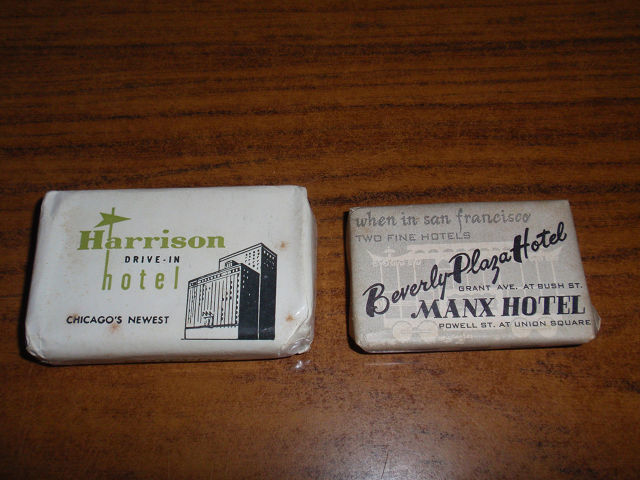 Harrison
DRIVE-IN
hotel
CHICAGO'S NEWEST
when in san francisco
TWO FINE HOTELS
Beverly Plaza Hotel
GRANT AVE. AT BUSH ST.
MANX HOTEL
POWELL ST. AT UNION SQUARE